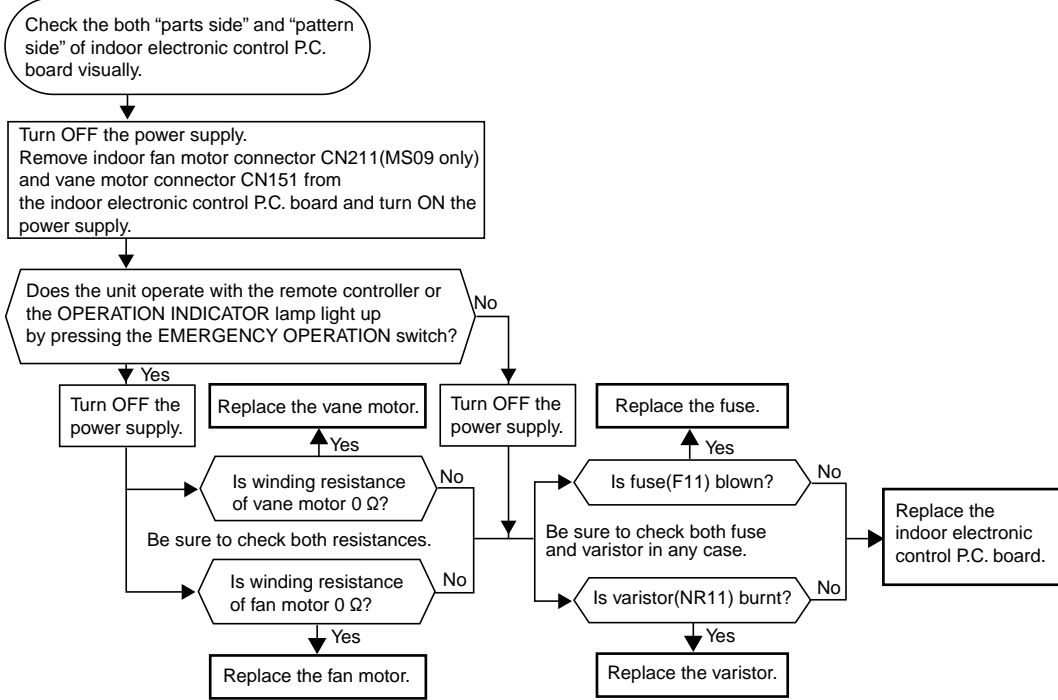 Check the both “parts side” and “pattern
side” of indoor electronic control P.C.
board visually.
Turn OFF the power supply.
Remove indoor fan motor connector CN211(MS09 only)
and vane motor connector CN151 from
the indoor electronic control P.C. board and turn ON the
power supply.
Does the unit operate with the remote controller or
the OPERATION INDICATOR lamp light up
by pressing the EMERGENCY OPERATION switch?
No
Yes
Turn OFF the
power supply.
Replace the vane motor.
Turn OFF the
power supply.
Replace the fuse.
Yes
Yes
Is winding resistance
of vane motor 0 Ω?
No
Is fuse(F11) blown?
No
Be sure to check both resistances.
Be sure to check both fuse
and varistor in any case.
Replace the
indoor electronic
control P.C. board.
Is winding resistance
of fan motor 0 Ω?
No
Is varistor(NR11) burnt?
No
Yes
Yes
Replace the fan motor.
Replace the varistor.